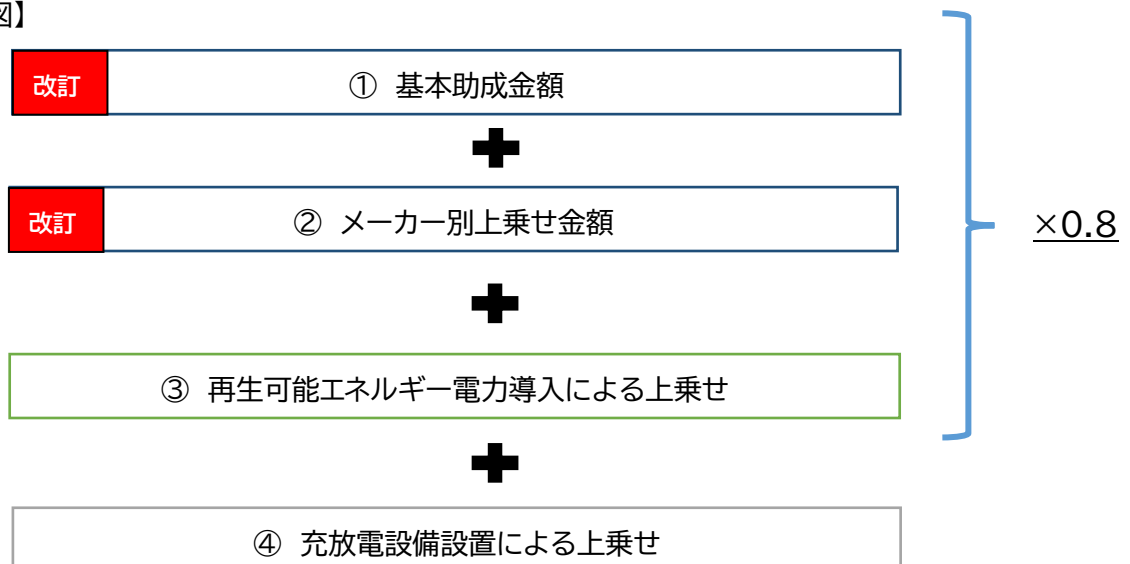 図】
改訂 ① 基本助成金額
✚
改訂 ② メーカー別上乗せ金額
×0.8
✚
③ 再生可能エネルギー電力導入による上乗せ
✚
④ 充放電設備設置による上乗せ